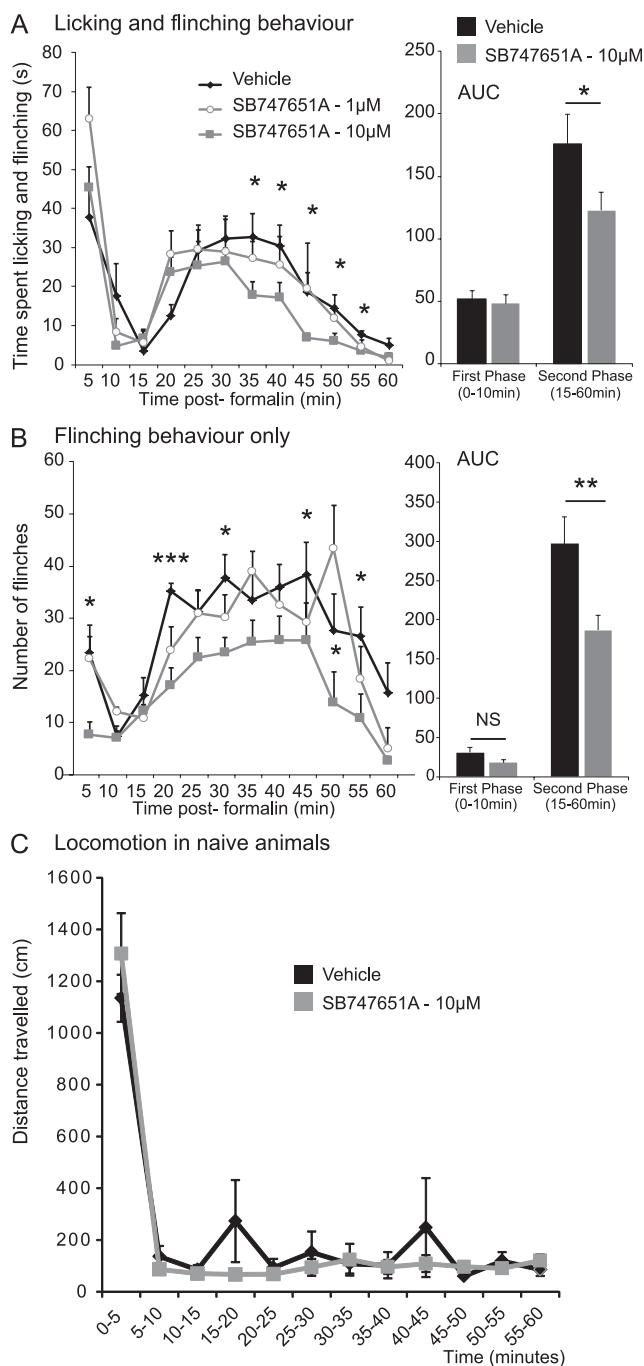 A Licking and flinching behaviour
Time spent licking and flinching (s)
80
70
60
50
40
30
20
10
0
Vehicle
SB747651A - 1µM
SB747651A - 10µM
* * * * *
5 10 15 20 25 30 35 40 45 50 55 60
Time post- formalin (min)
Vehicle
SB747651A - 10µM
AUC
*
250
200
150
100
50
0
First Phase Second Phase
(0-10min) (15-60min)
B Flinching behaviour only
Number of flinches
60
50
40
30
20
10
0
* *** * * * *
5 10 15 20 25 30 35 40 45 50 55 60
Time post- formalin (min)
AUC
**
NS
400
350
300
250
200
150
100
50
0
First Phase Second Phase
(0-10min) (15-60min)
C Locomotion in naive animals
Distance travelled (cm)
1600
1400
1200
1000
800
600
400
200
0
Vehicle
SB747651A - 10µM
0-5 5-10 10-15 15-20 20-25 25-30 30-35 35-40 40-45 45-50 50-55 55-60
Time (minutes)